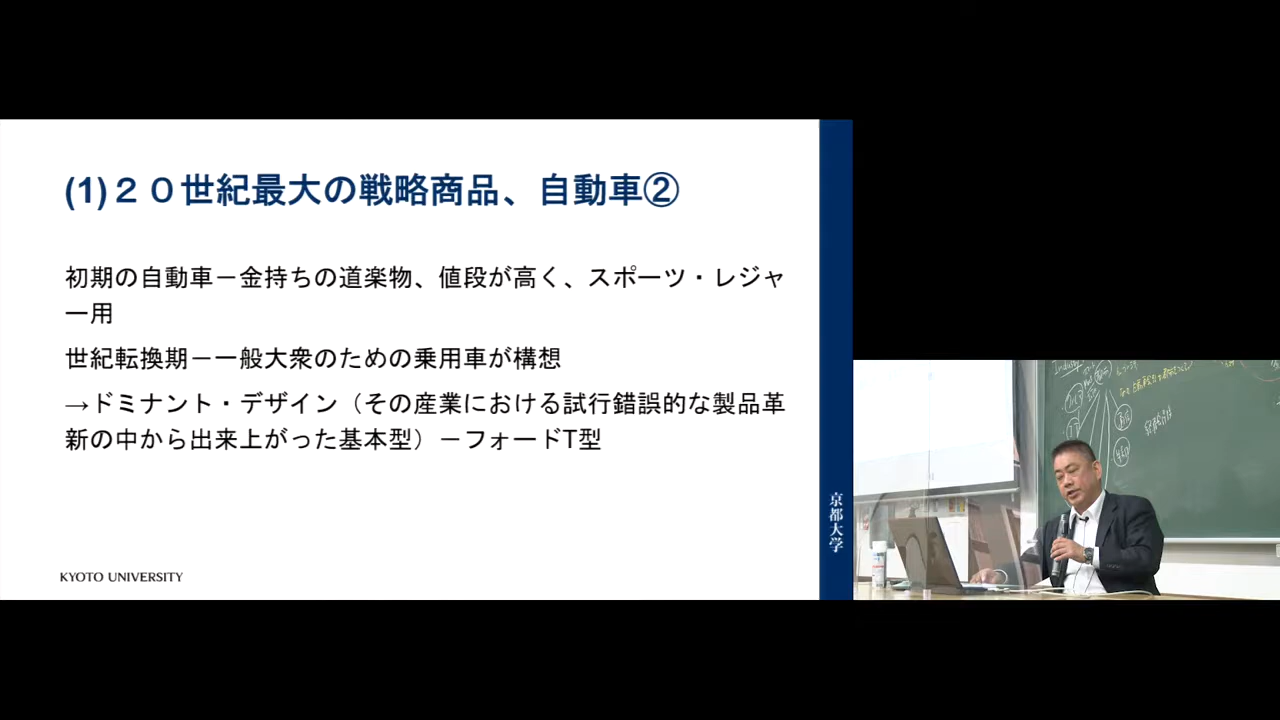 (1)２０世紀最大の戦略商品、自動車②
初期の自動車－金持ちの道楽物、値段が高く、スポーツ・レジャ
ー用
世紀転換期－一般大衆のための乗用車が構想
→ドミナント・デザイン（その産業における試行錯誤的な製品革
新の中から出来上がった基本型）－フォードT型
京都大学
KYOTO UNIVERSITY